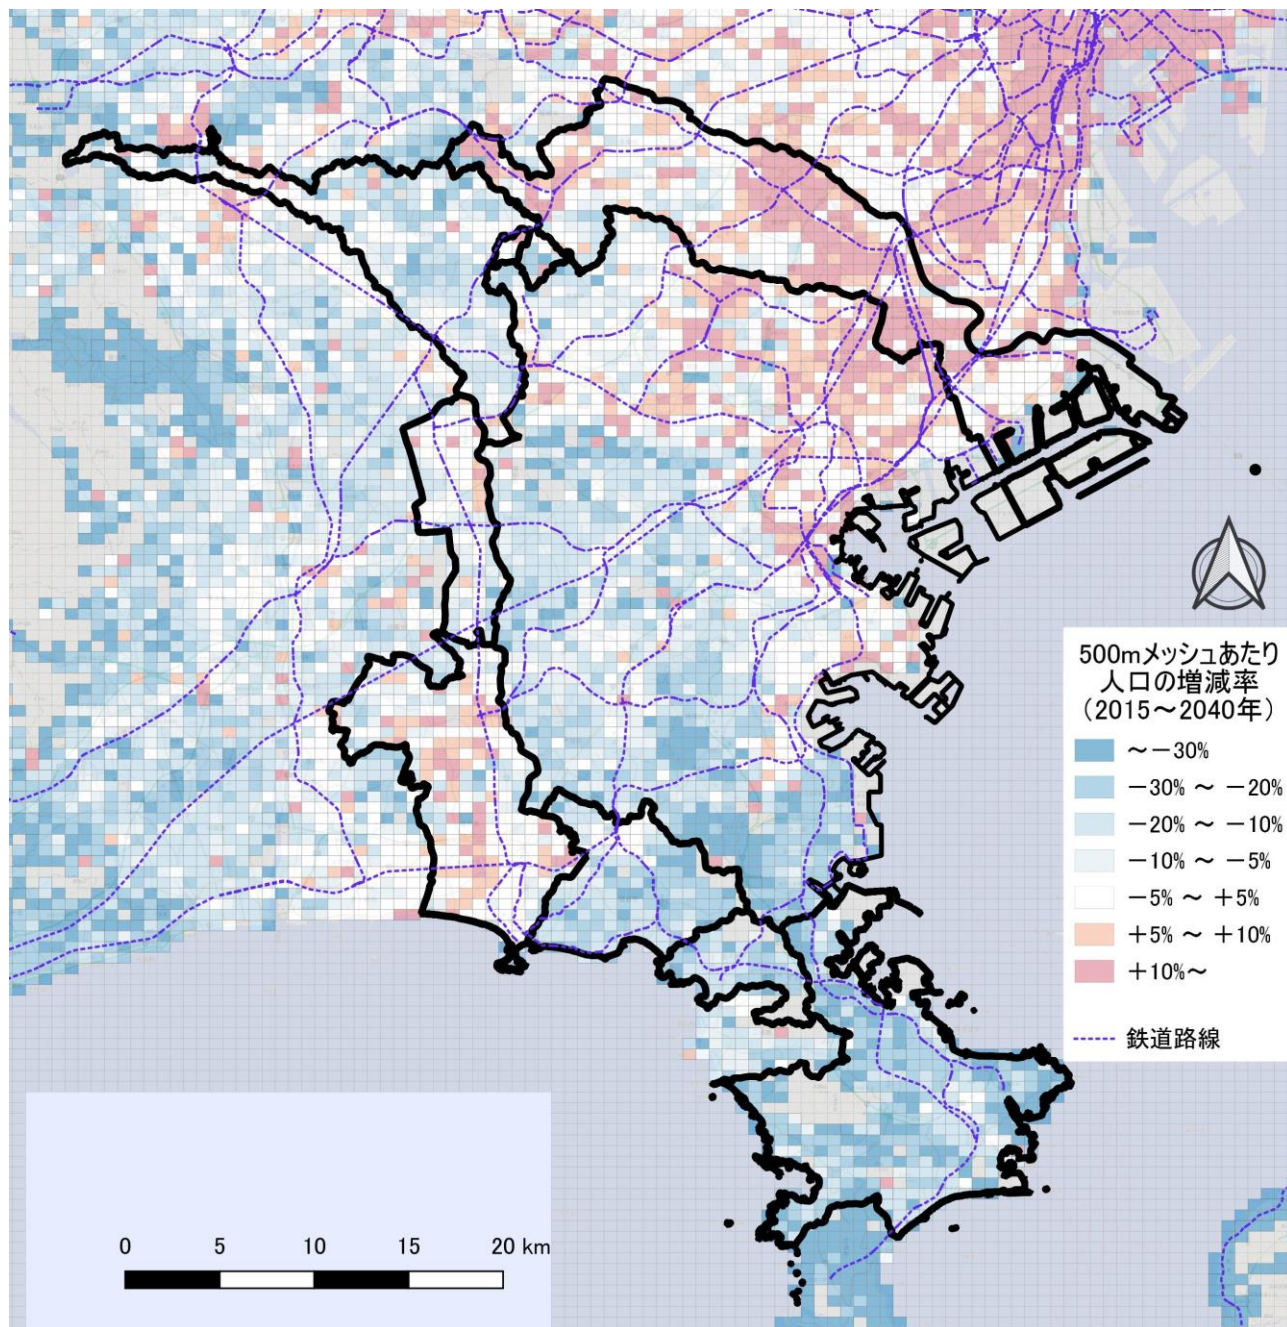 500mメッシュあたり
人口の増減率
（2015～2040年）
～－30%
－30% ～ －20%
－20% ～ －10%
－10% ～ －5%
－5% ～ ＋5%
＋5% ～ ＋10%
＋10%～
鉄道路線
0 5 10 15 20 km